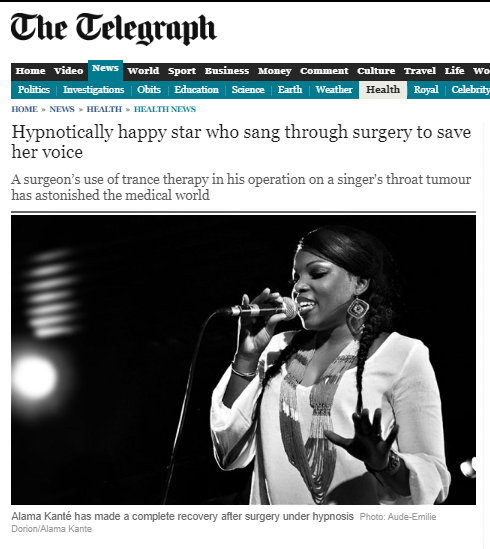 The Telegraph
Home Video News World Sport Business Money Comment Culture Travel Life Wo
Politics Investigations Obits Education Science Earth Weather Health Royal Celebrity
HOME » NEWS » HEALTH » HEALTH NEWS
Hypnotically happy star who sang through surgery to save
her voice
A surgeon's use of trance therapy in his operation on a singer's throat tumour
has astonished the medical world
Alama Kanté has made a complete recovery after surgery under hypnosis Photo: Aude-Emilie
Dorion/Alama Kante